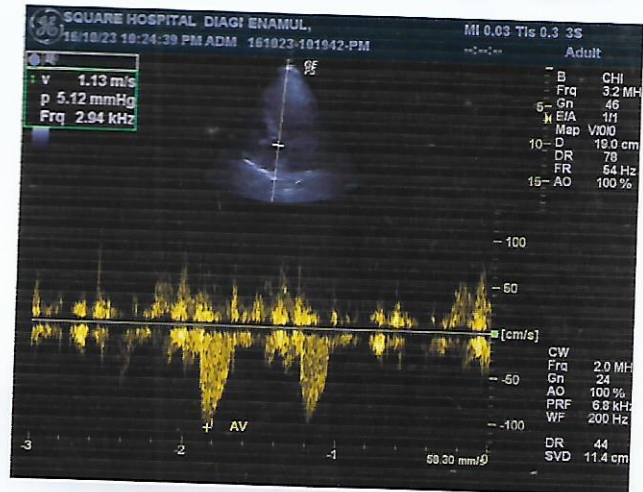 SQUARE HOSPITAL DIAGI ENAMUL,
16/10/23 10:24:39 PM ADM 161023-101942-PM
MI 0.03 TIs 0.3 3S
Adult
v 1.13 m/s
p 5.12 mmHg
Frq 2.94 kHz
B CHI
Frq 3.2 MH
Gn 46
E/A 1/1
Map V/0/0
D 19.0 cm
DR 78
FR 54 Hz
AO 100 %
5
10
15
100
50
[cm/s]
-50
-100
CW
Frq 2.0 MH
Gn 24
AO 100 %
PRF 6.8 kHz
WF 200 Hz
DR 44
SVD 11.4 cm
AV
-3
-2
-1
0